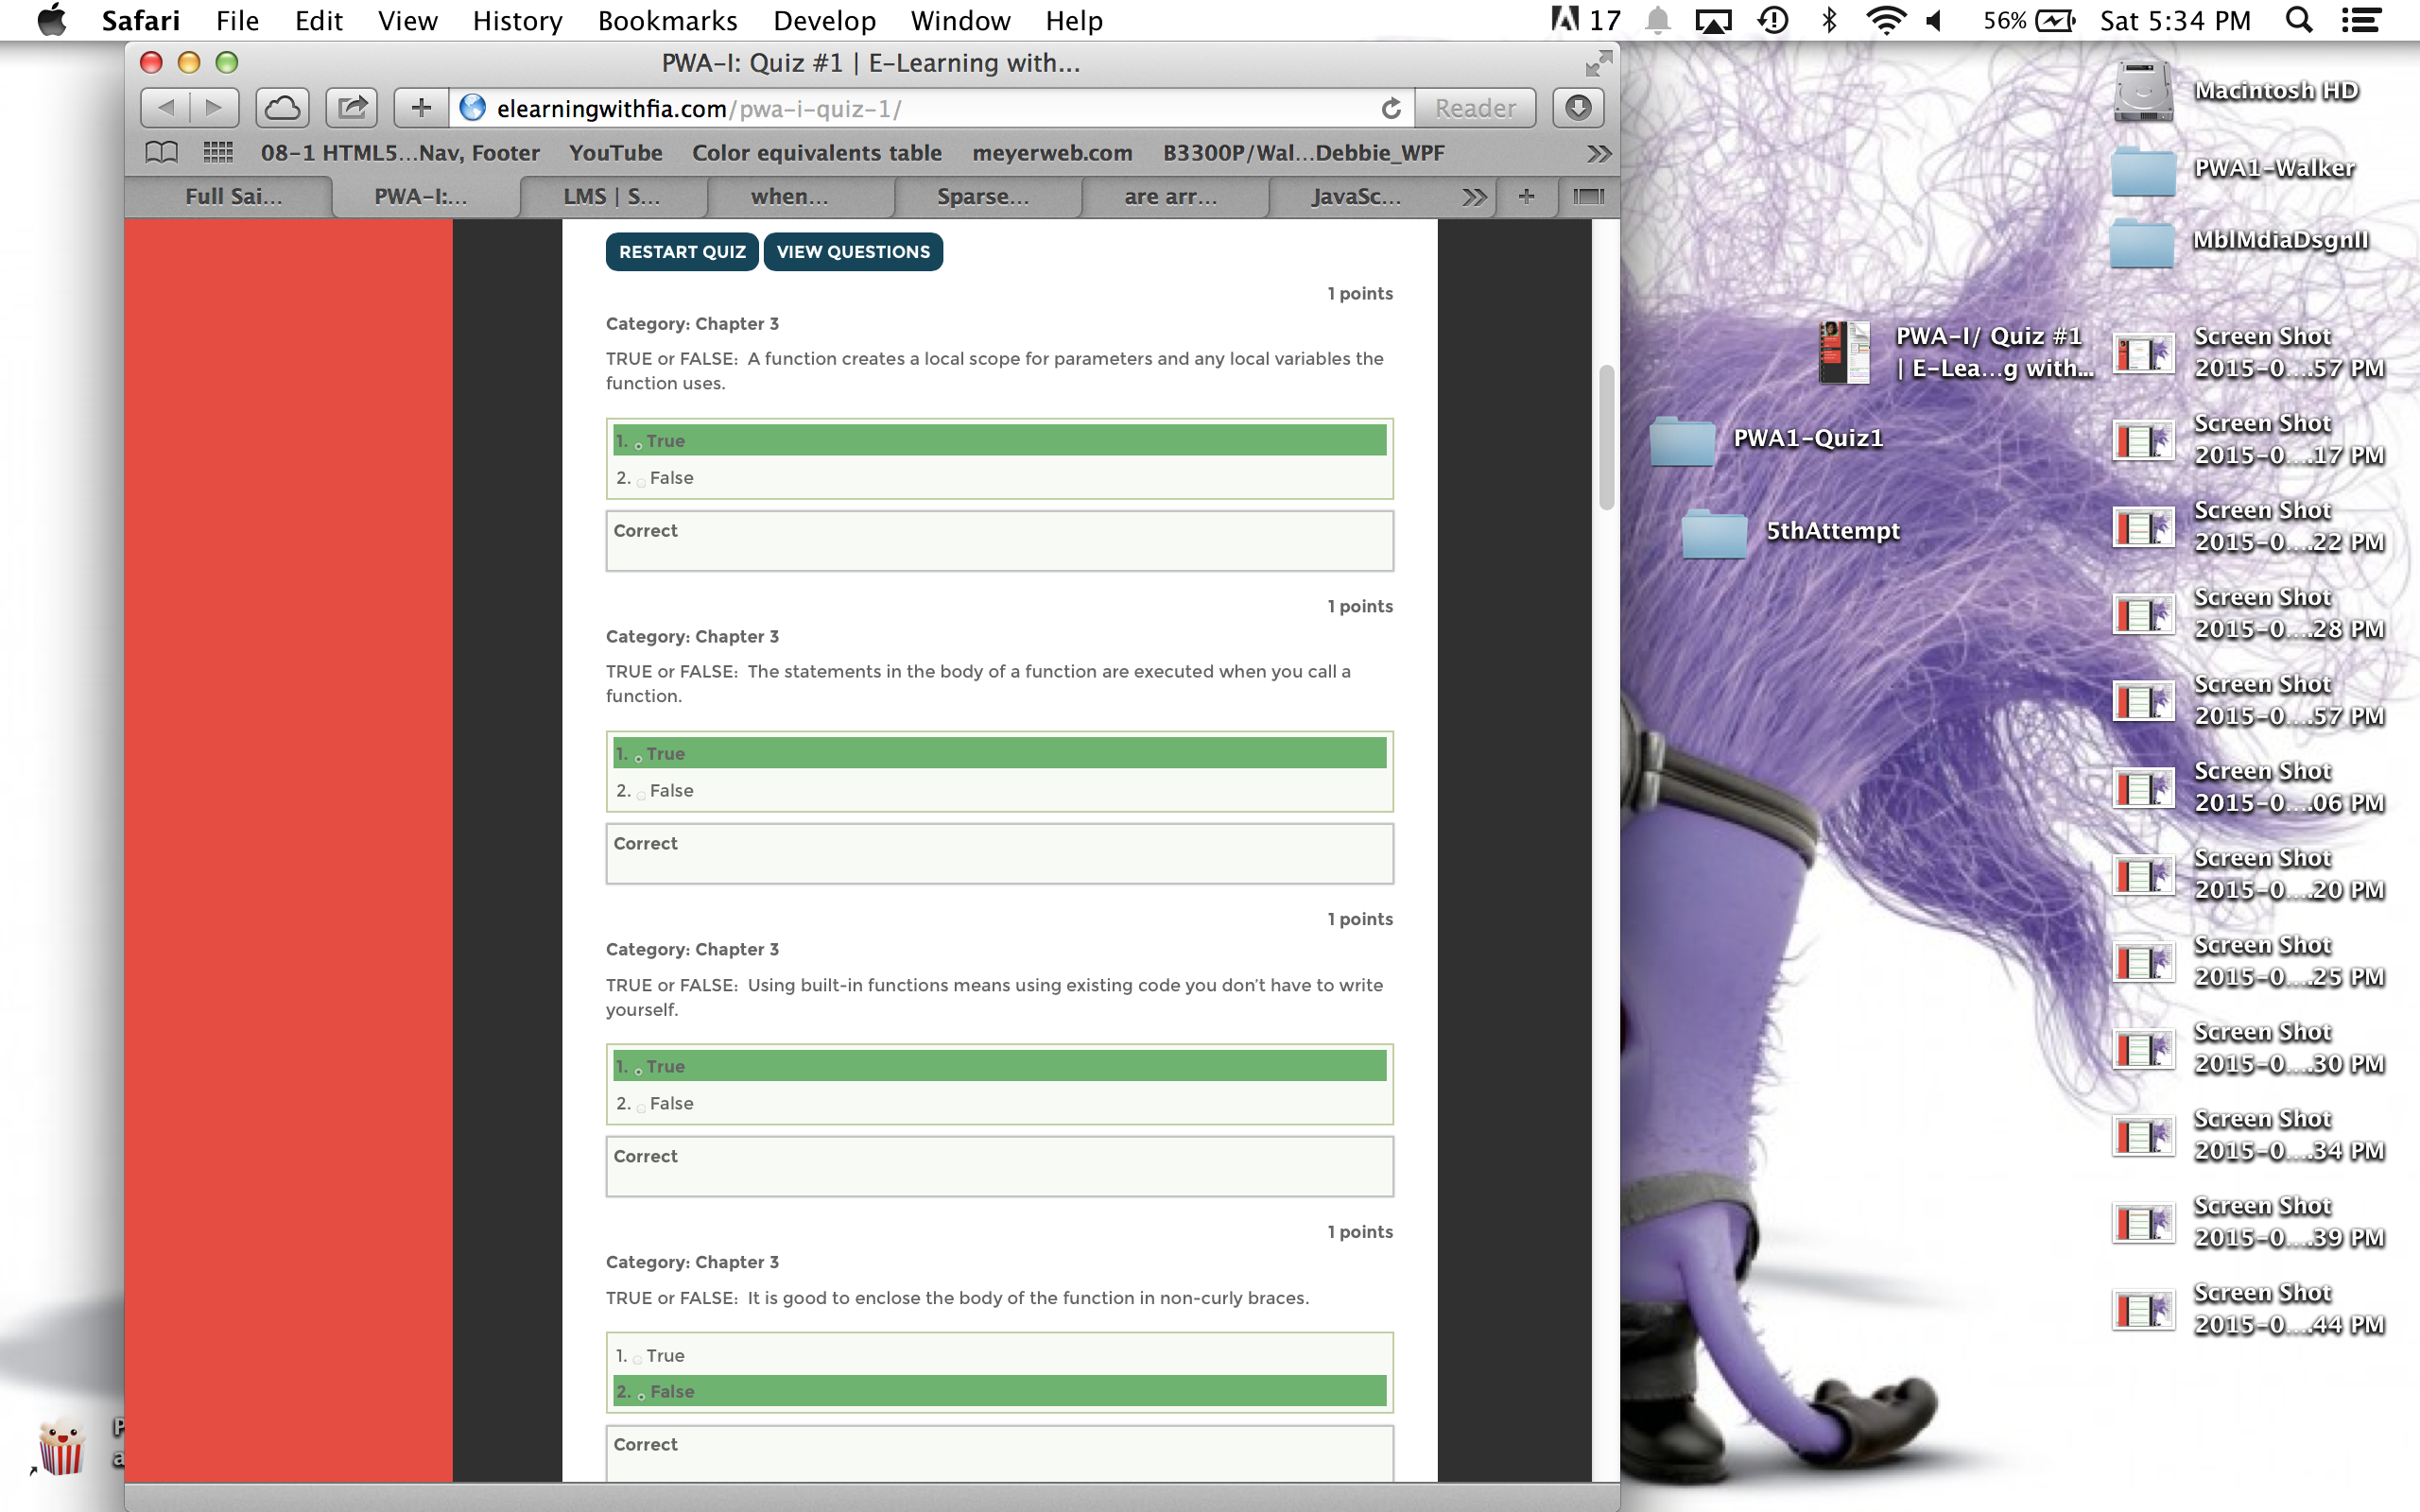 Safari File Edit View History Bookmarks Develop Window Help 17 56% Sat 5:34 PM
PWA-I: Quiz #1 | E-Learning with...
elearningwithfia.com/pwa-i-quiz-1/ Reader
08-1 HTML5...Nav, Footer YouTube Color equivalents table meyerweb.com B3300P/Wal...Debbie_WPF
Full Sai... PWA-I:... LMS | S... when... Sparse... are arr... JavaSc...
RESTART QUIZ VIEW QUESTIONS
1 points
Category: Chapter 3
TRUE or FALSE: A function creates a local scope for parameters and any local variables the
function uses.
1. True
2. False
Correct
1 points
Category: Chapter 3
TRUE or FALSE: The statements in the body of a function are executed when you call a
function.
1. True
2. False
Correct
1 points
Category: Chapter 3
TRUE or FALSE: Using built-in functions means using existing code you don't have to write
yourself.
1. True
2. False
Correct
1 points
Category: Chapter 3
TRUE or FALSE: It is good to enclose the body of the function in non-curly braces.
1. True
2. False
Correct
Macintosh HD
PWA1-Walker
MblMdiaDsgnII
PWA-I/ Quiz #1
| E-Lea...g with...
PWA1-Quiz1
5thAttempt
Screen Shot
2015-0....57 PM
Screen Shot
2015-0....17 PM
Screen Shot
2015-0....22 PM
Screen Shot
2015-0....28 PM
Screen Shot
2015-0....57 PM
Screen Shot
2015-0....06 PM
Screen Shot
2015-0....20 PM
Screen Shot
2015-0....25 PM
Screen Shot
2015-0....30 PM
Screen Shot
2015-0....34 PM
Screen Shot
2015-0....39 PM
Screen Shot
2015-0....44 PM